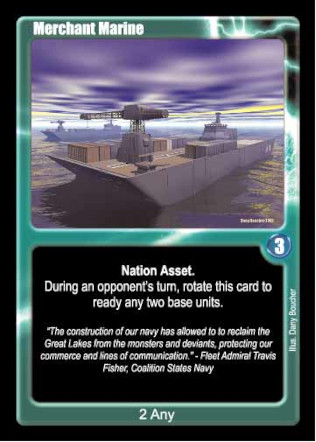 Merchant Marine
3
Nation Asset.
During an opponent's turn, rotate this card to
ready any two base units.
"The construction of our navy has allowed to to reclaim the
Great Lakes from the monsters and deviants, protecting our
commerce and lines of communication." - Fleet Admiral Travis
Fisher, Coalition States Navy
Illus. Dany Boucher
2 Any